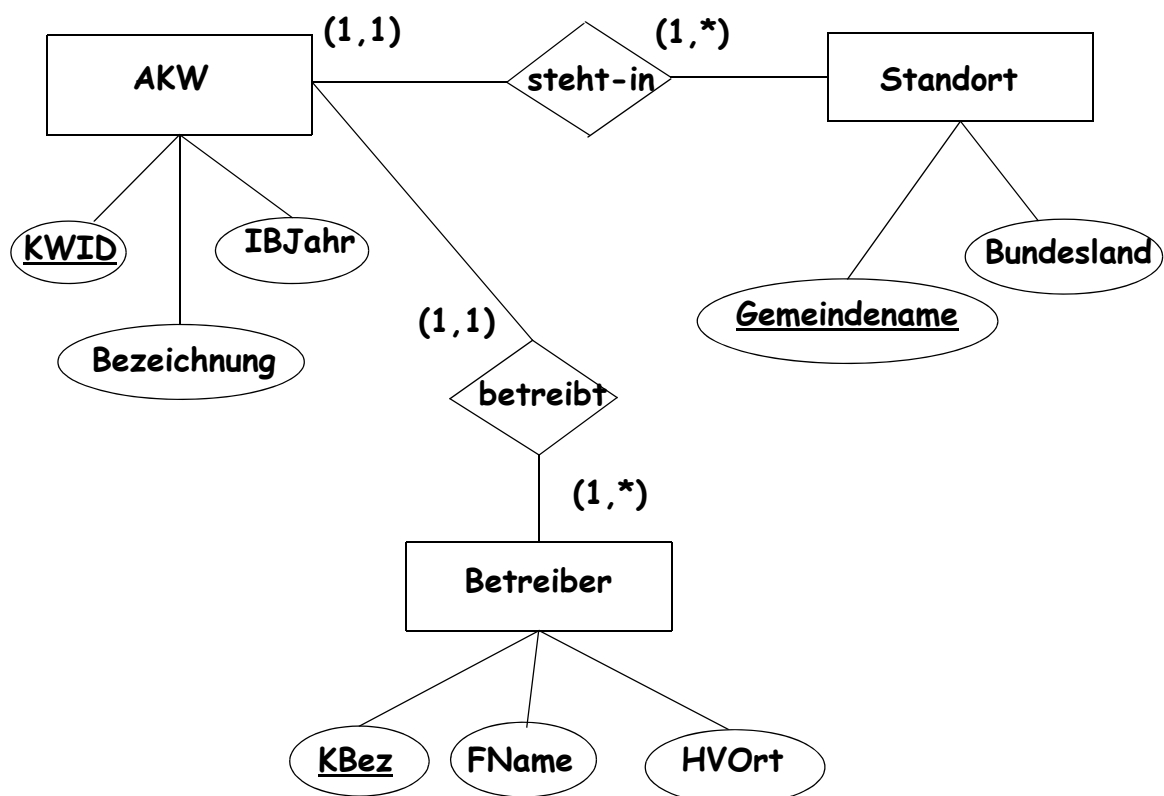 (1,1)
(1,*)
AKW
steht-in
Standort
KWID
IBJahr
Bundesland
Gemeindename
(1,1)
Bezeichnung
betreibt
(1,*)
Betreiber
KBez
FName
HVOrt